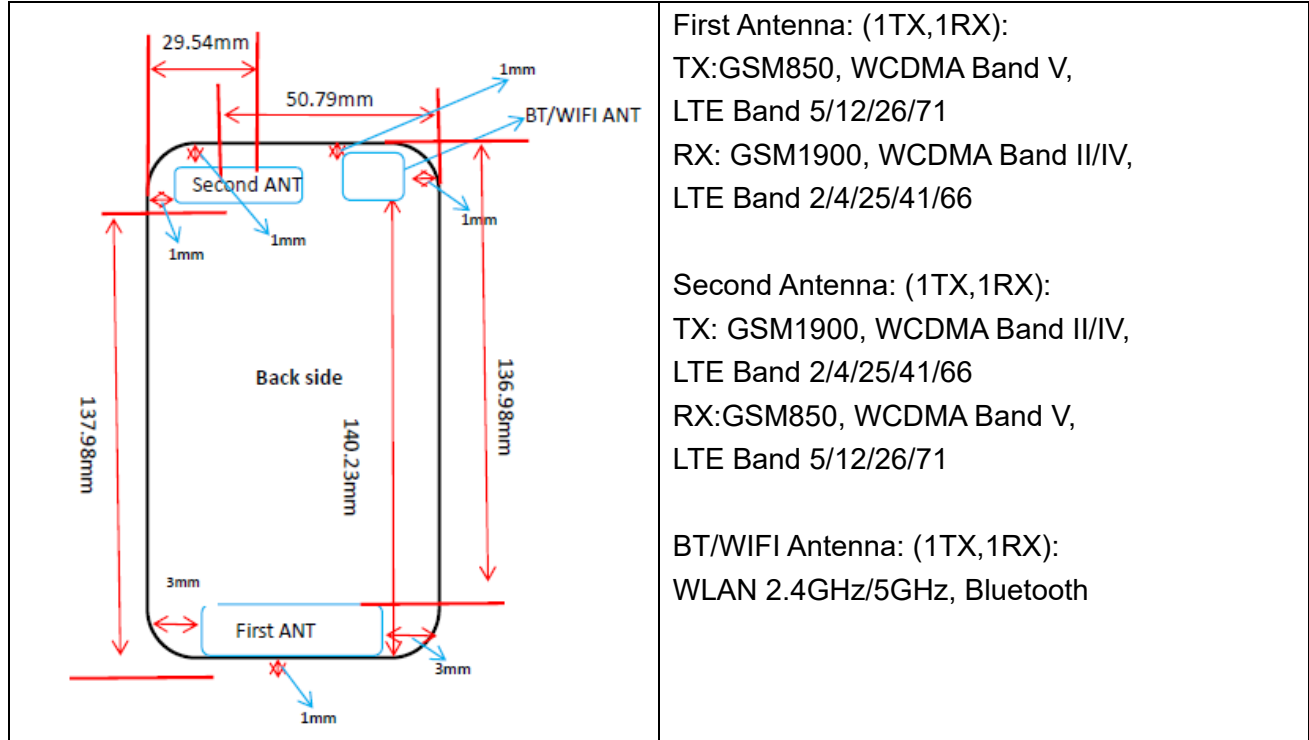 29.54mm
1mm
50.79mm
BT/WIFI ANT
Second ANT
1mm
1mm
1mm
Back side
136.98mm
137.98mm
140.23mm
3mm
First ANT
3mm
1mm
First Antenna: (1TX,1RX):
TX:GSM850, WCDMA Band V,
LTE Band 5/12/26/71
RX: GSM1900, WCDMA Band II/IV,
LTE Band 2/4/25/41/66
Second Antenna: (1TX,1RX):
TX: GSM1900, WCDMA Band II/IV,
LTE Band 2/4/25/41/66
RX:GSM850, WCDMA Band V,
LTE Band 5/12/26/71
BT/WIFI Antenna: (1TX,1RX):
WLAN 2.4GHz/5GHz, Bluetooth